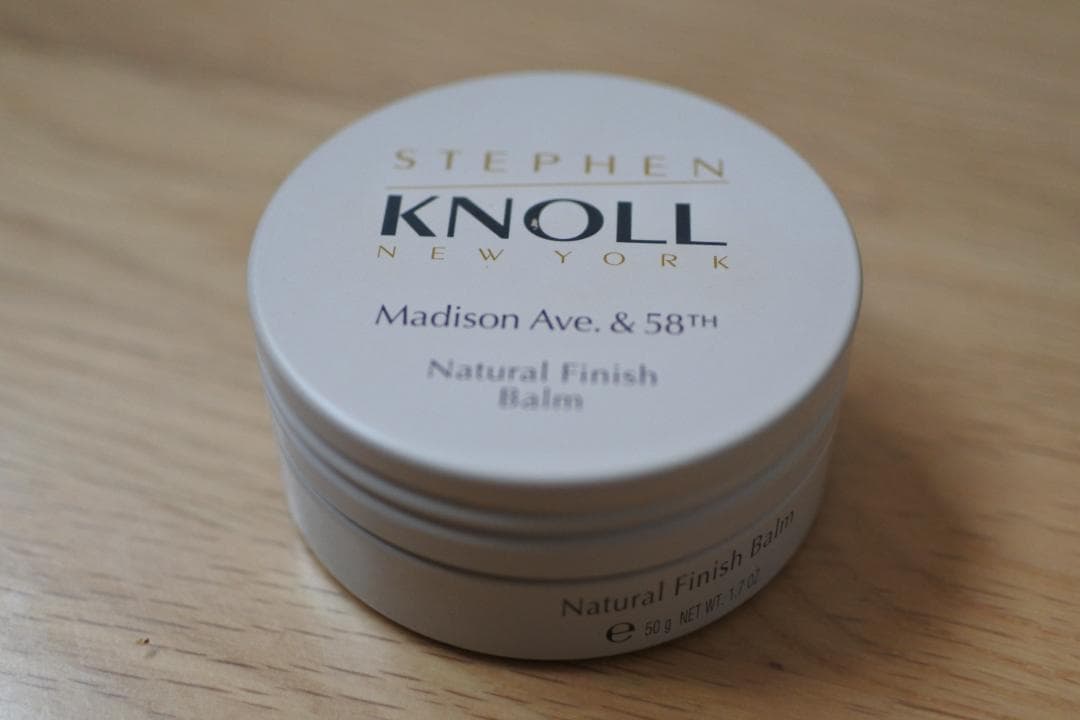 STEPHEN
KNOLL
NEW YORK
Madison Ave. & 58TH
Natural Finish
Balm
Natural Finish Balm
e 50 g NET WT. 1.7 OZ